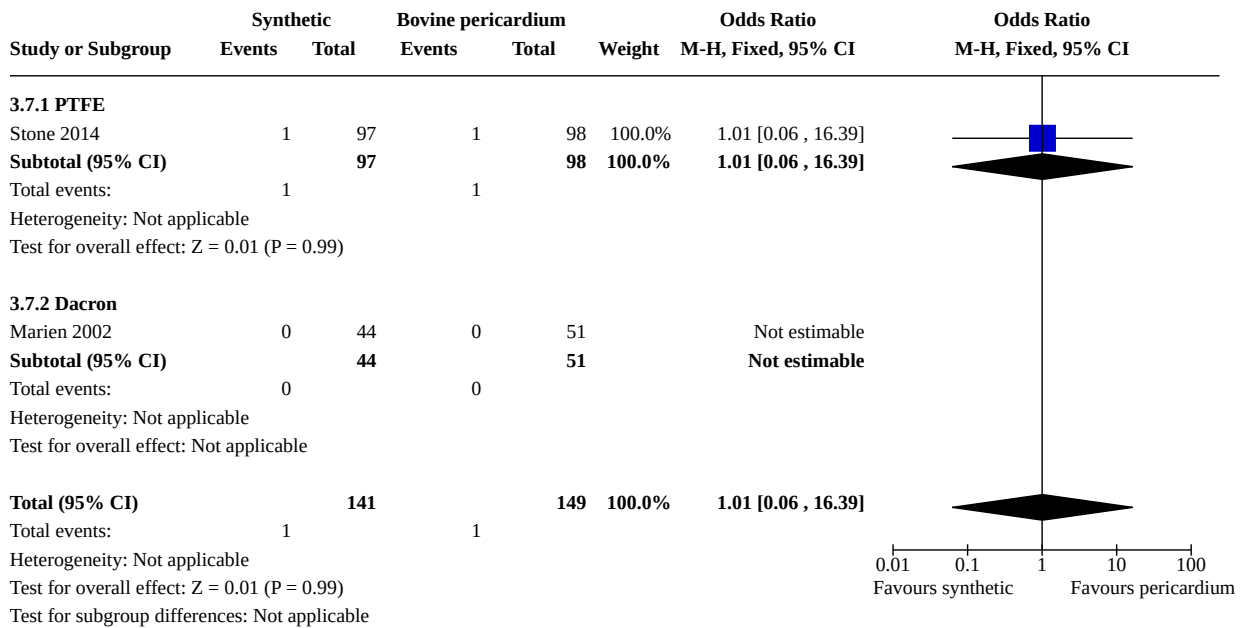 Synthetic Bovine pericardium Odds Ratio Odds Ratio
Study or Subgroup Events Total Events Total Weight M-H, Fixed, 95% CI M-H, Fixed, 95% CI
3.7.1 PTFE
Stone 2014 1 97 1 98 100.0% 1.01 [0.06 , 16.39]
Subtotal (95% CI) 97 98 100.0% 1.01 [0.06 , 16.39]
Total events: 1 1
Heterogeneity: Not applicable
Test for overall effect: Z = 0.01 (P = 0.99)
3.7.2 Dacron
Marien 2002 0 44 0 51 Not estimable
Subtotal (95% CI) 44 51 Not estimable
Total events: 0 0
Heterogeneity: Not applicable
Test for overall effect: Not applicable
Total (95% CI) 141 149 100.0% 1.01 [0.06 , 16.39]
Total events: 1 1
Heterogeneity: Not applicable
0.01 0.1 1 10 100
Test for overall effect: Z = 0.01 (P = 0.99)
Favours synthetic Favours pericardium
Test for subgroup differences: Not applicable